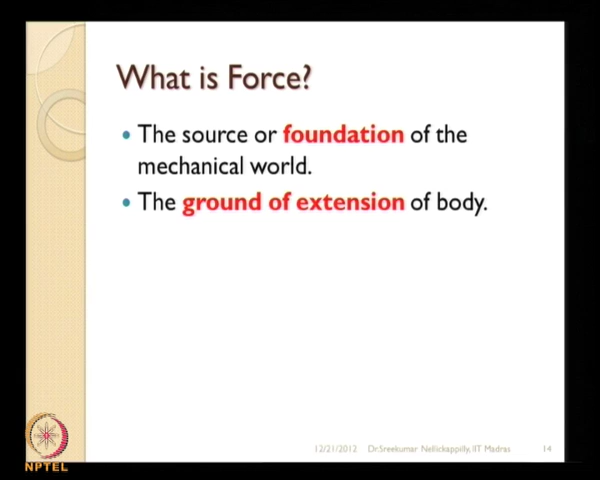 What is Force?
The source or foundation of the
mechanical world.
The ground of extension of body.
12/21/2012 Dr.Sreekumar Nellickappilly, IIT Madras 14
NPTEL